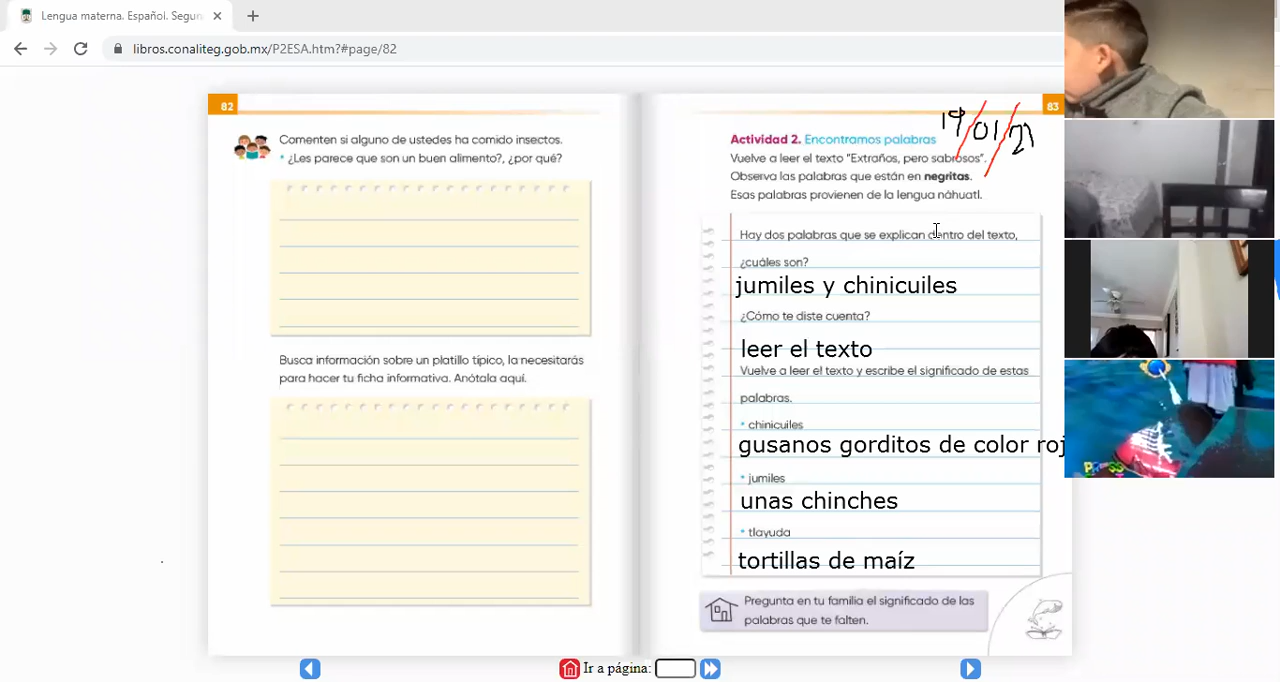 Lengua materna. Español. Segun
libros.conaliteg.gob.mx/P2ESA.htm?#page/82
82
Comenten si alguno de ustedes ha comido insectos.
• ¿Les parece que son un buen alimento?, ¿por qué?
Busca información sobre un platillo típico, la necesitarás
para hacer tu ficha informativa. Anótala aquí.
83
19/01/21
Actividad 2. Encontramos palabras
Vuelve a leer el texto "Extraños, pero sabrosos".
Observa las palabras que están en negritas.
Esas palabras provienen de la lengua náhuatl.
Hay dos palabras que se explican dentro del texto,
¿cuáles son?
jumiles y chinicuiles
¿Cómo te diste cuenta?
leer el texto
Vuelve a leer el texto y escribe el significado de estas
palabras.
• chinicuiles
gusanos gorditos de color roj
• jumiles
unas chinches
• tlayuda
tortillas de maíz
Pregunta en tu familia el significado de las
palabras que te falten.
Ir a página: